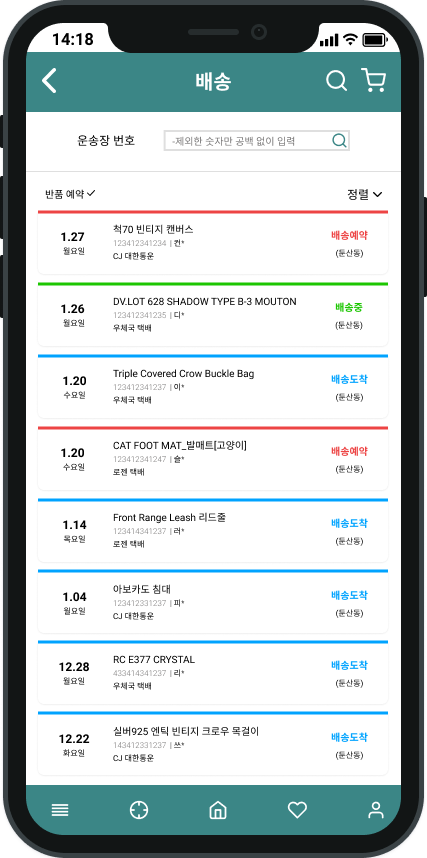 14:18
배송
운송장 번호
-제외한 숫자만 공백 없이 입력
반품 예약
정렬
1.27
월요일
척70 빈티지 캔버스
123412341234 | 컨*
CJ 대한통운
배송예약
(둔산동)
1.26
월요일
DV.LOT 628 SHADOW TYPE B-3 MOUTON
123412341235 | 디*
우체국 택배
배송중
(둔산동)
1.20
수요일
Triple Covered Crow Buckle Bag
123412341237 | 이*
우체국 택배
배송도착
(둔산동)
1.20
수요일
CAT FOOT MAT_발매트[고양이]
123412341247 | 슬*
로젠 택배
배송예약
(둔산동)
1.14
목요일
Front Range Leash 리드줄
123414341237 | 러*
로젠 택배
배송도착
(둔산동)
1.04
월요일
아보카도 침대
123412331237 | 피*
CJ 대한통운
배송도착
(둔산동)
12.28
월요일
RC E377 CRYSTAL
433414341237 | 리*
우체국 택배
배송도착
(둔산동)
12.22
화요일
실버925 엔틱 빈티지 크로우 목걸이
143412331237 | 쯔*
CJ 대한통운
배송도착
(둔산동)